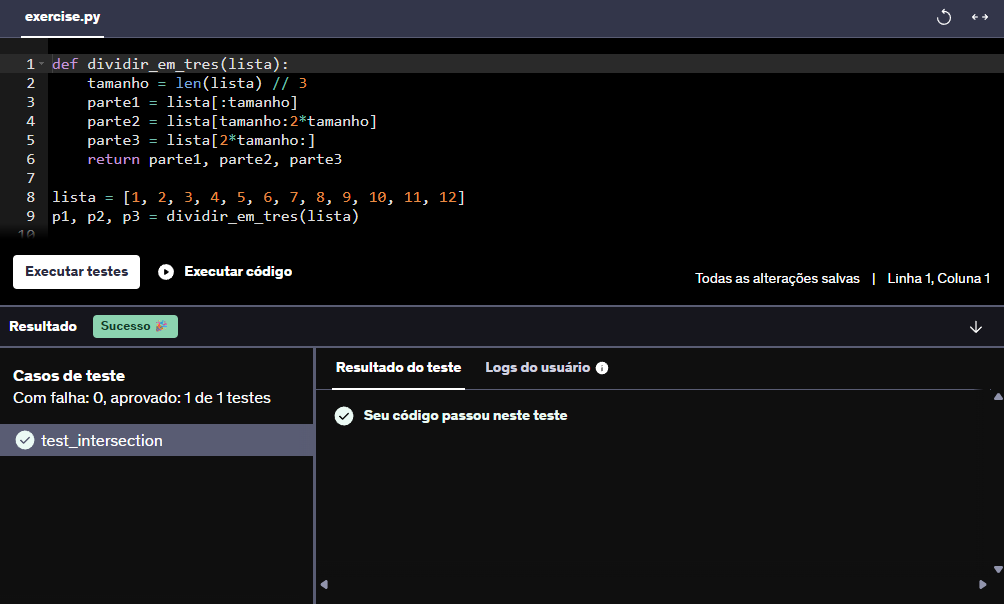 exercise.py
1 def dividir_em_tres(lista):
2     tamanho = len(lista) // 3
3     parte1 = lista[:tamanho]
4     parte2 = lista[tamanho:2*tamanho]
5     parte3 = lista[2*tamanho:]
6     return parte1, parte2, parte3
7
8 lista = [1, 2, 3, 4, 5, 6, 7, 8, 9, 10, 11, 12]
9 p1, p2, p3 = dividir_em_tres(lista)
10
Executar testes Executar código
Todas as alterações salvas | Linha 1, Coluna 1
Resultado Sucesso 🎉
Casos de teste
Com falha: 0, aprovado: 1 de 1 testes
test_intersection
Resultado do teste Logs do usuário
Seu código passou neste teste